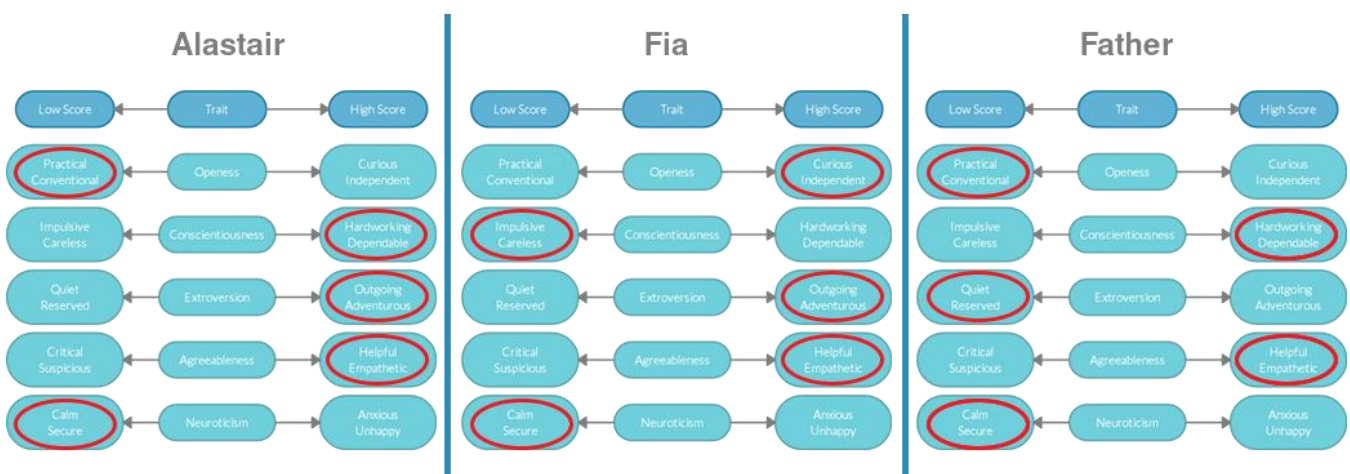 Alastair
Low Score
Trait
High Score
Practical
Conventional
Openess
Curious
Independent
Impulsive
Careless
Conscientiousness
Hardworking
Dependable
Quiet
Reserved
Extroversion
Outgoing
Adventurous
Critical
Suspicious
Agreeableness
Helpful
Empathetic
Calm
Secure
Neuroticism
Anxious
Unhappy
Fia
Low Score
Trait
High Score
Practical
Conventional
Openess
Curious
Independent
Impulsive
Careless
Conscientiousness
Hardworking
Dependable
Quiet
Reserved
Extroversion
Outgoing
Adventurous
Critical
Suspicious
Agreeableness
Helpful
Empathetic
Calm
Secure
Neuroticism
Anxious
Unhappy
Father
Low Score
Trait
High Score
Practical
Conventional
Openess
Curious
Independent
Impulsive
Careless
Conscientiousness
Hardworking
Dependable
Quiet
Reserved
Extroversion
Outgoing
Adventurous
Critical
Suspicious
Agreeableness
Helpful
Empathetic
Calm
Secure
Neuroticism
Anxious
Unhappy